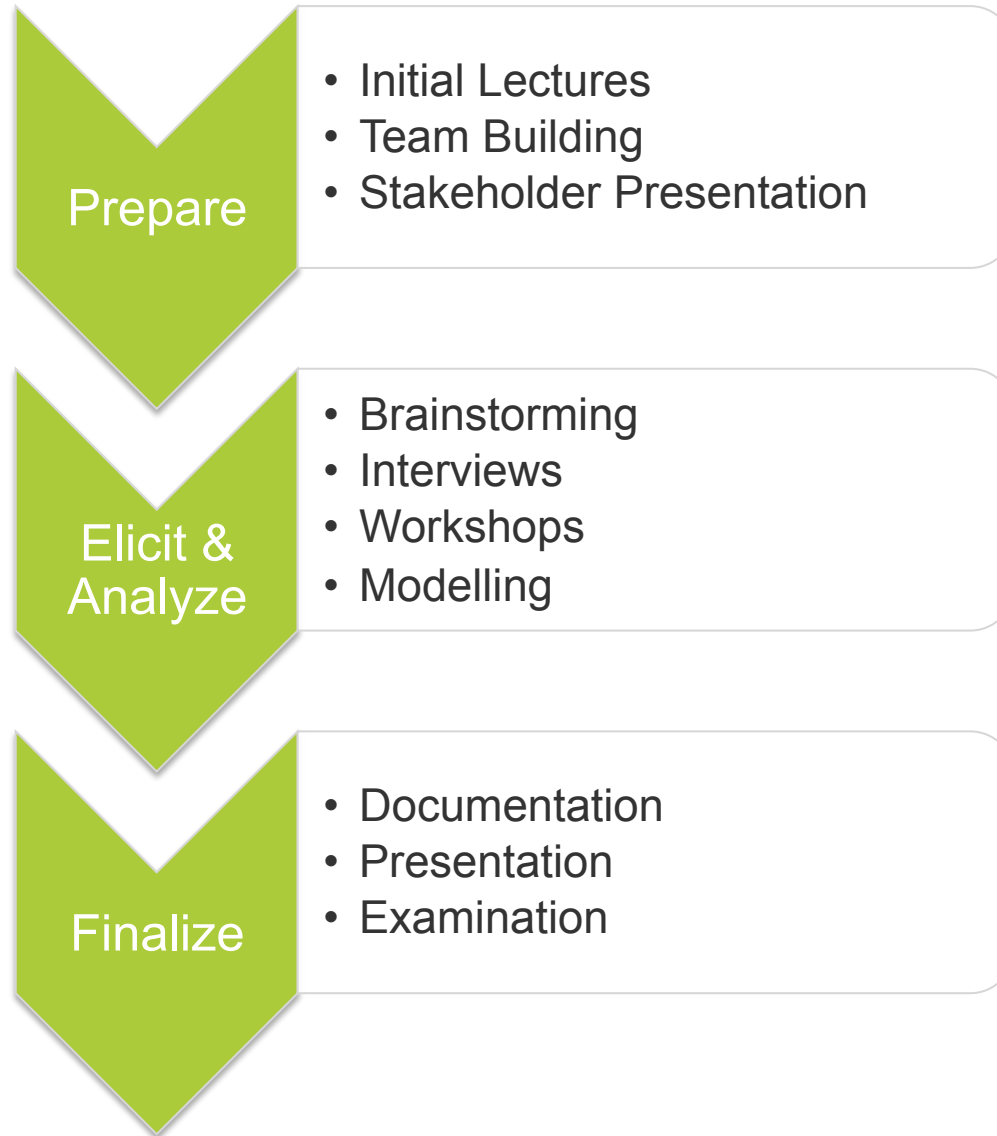 Prepare
• Initial Lectures
• Team Building
• Stakeholder Presentation
Elicit &
Analyze
• Brainstorming
• Interviews
• Workshops
• Modelling
Finalize
• Documentation
• Presentation
• Examination